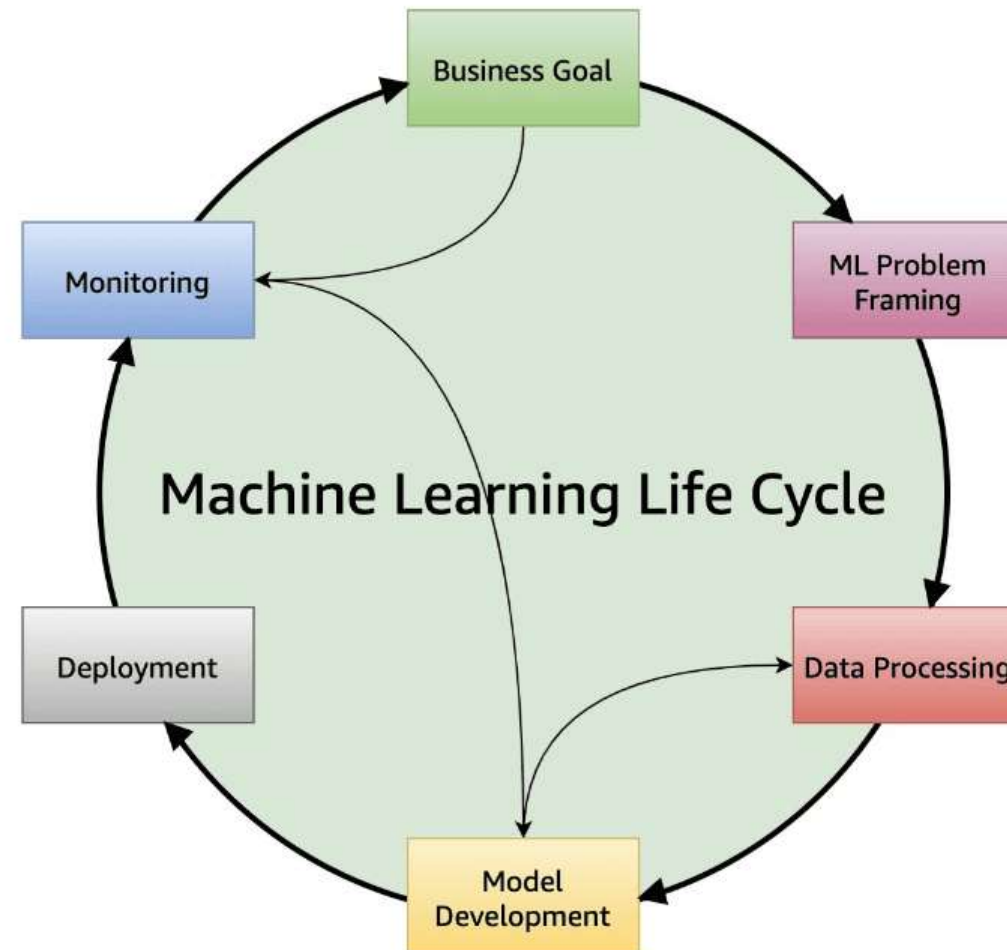 Business Goal
Monitoring
ML Problem
Framing
Machine Learning Life Cycle
Deployment
Data Processing
Model
Development